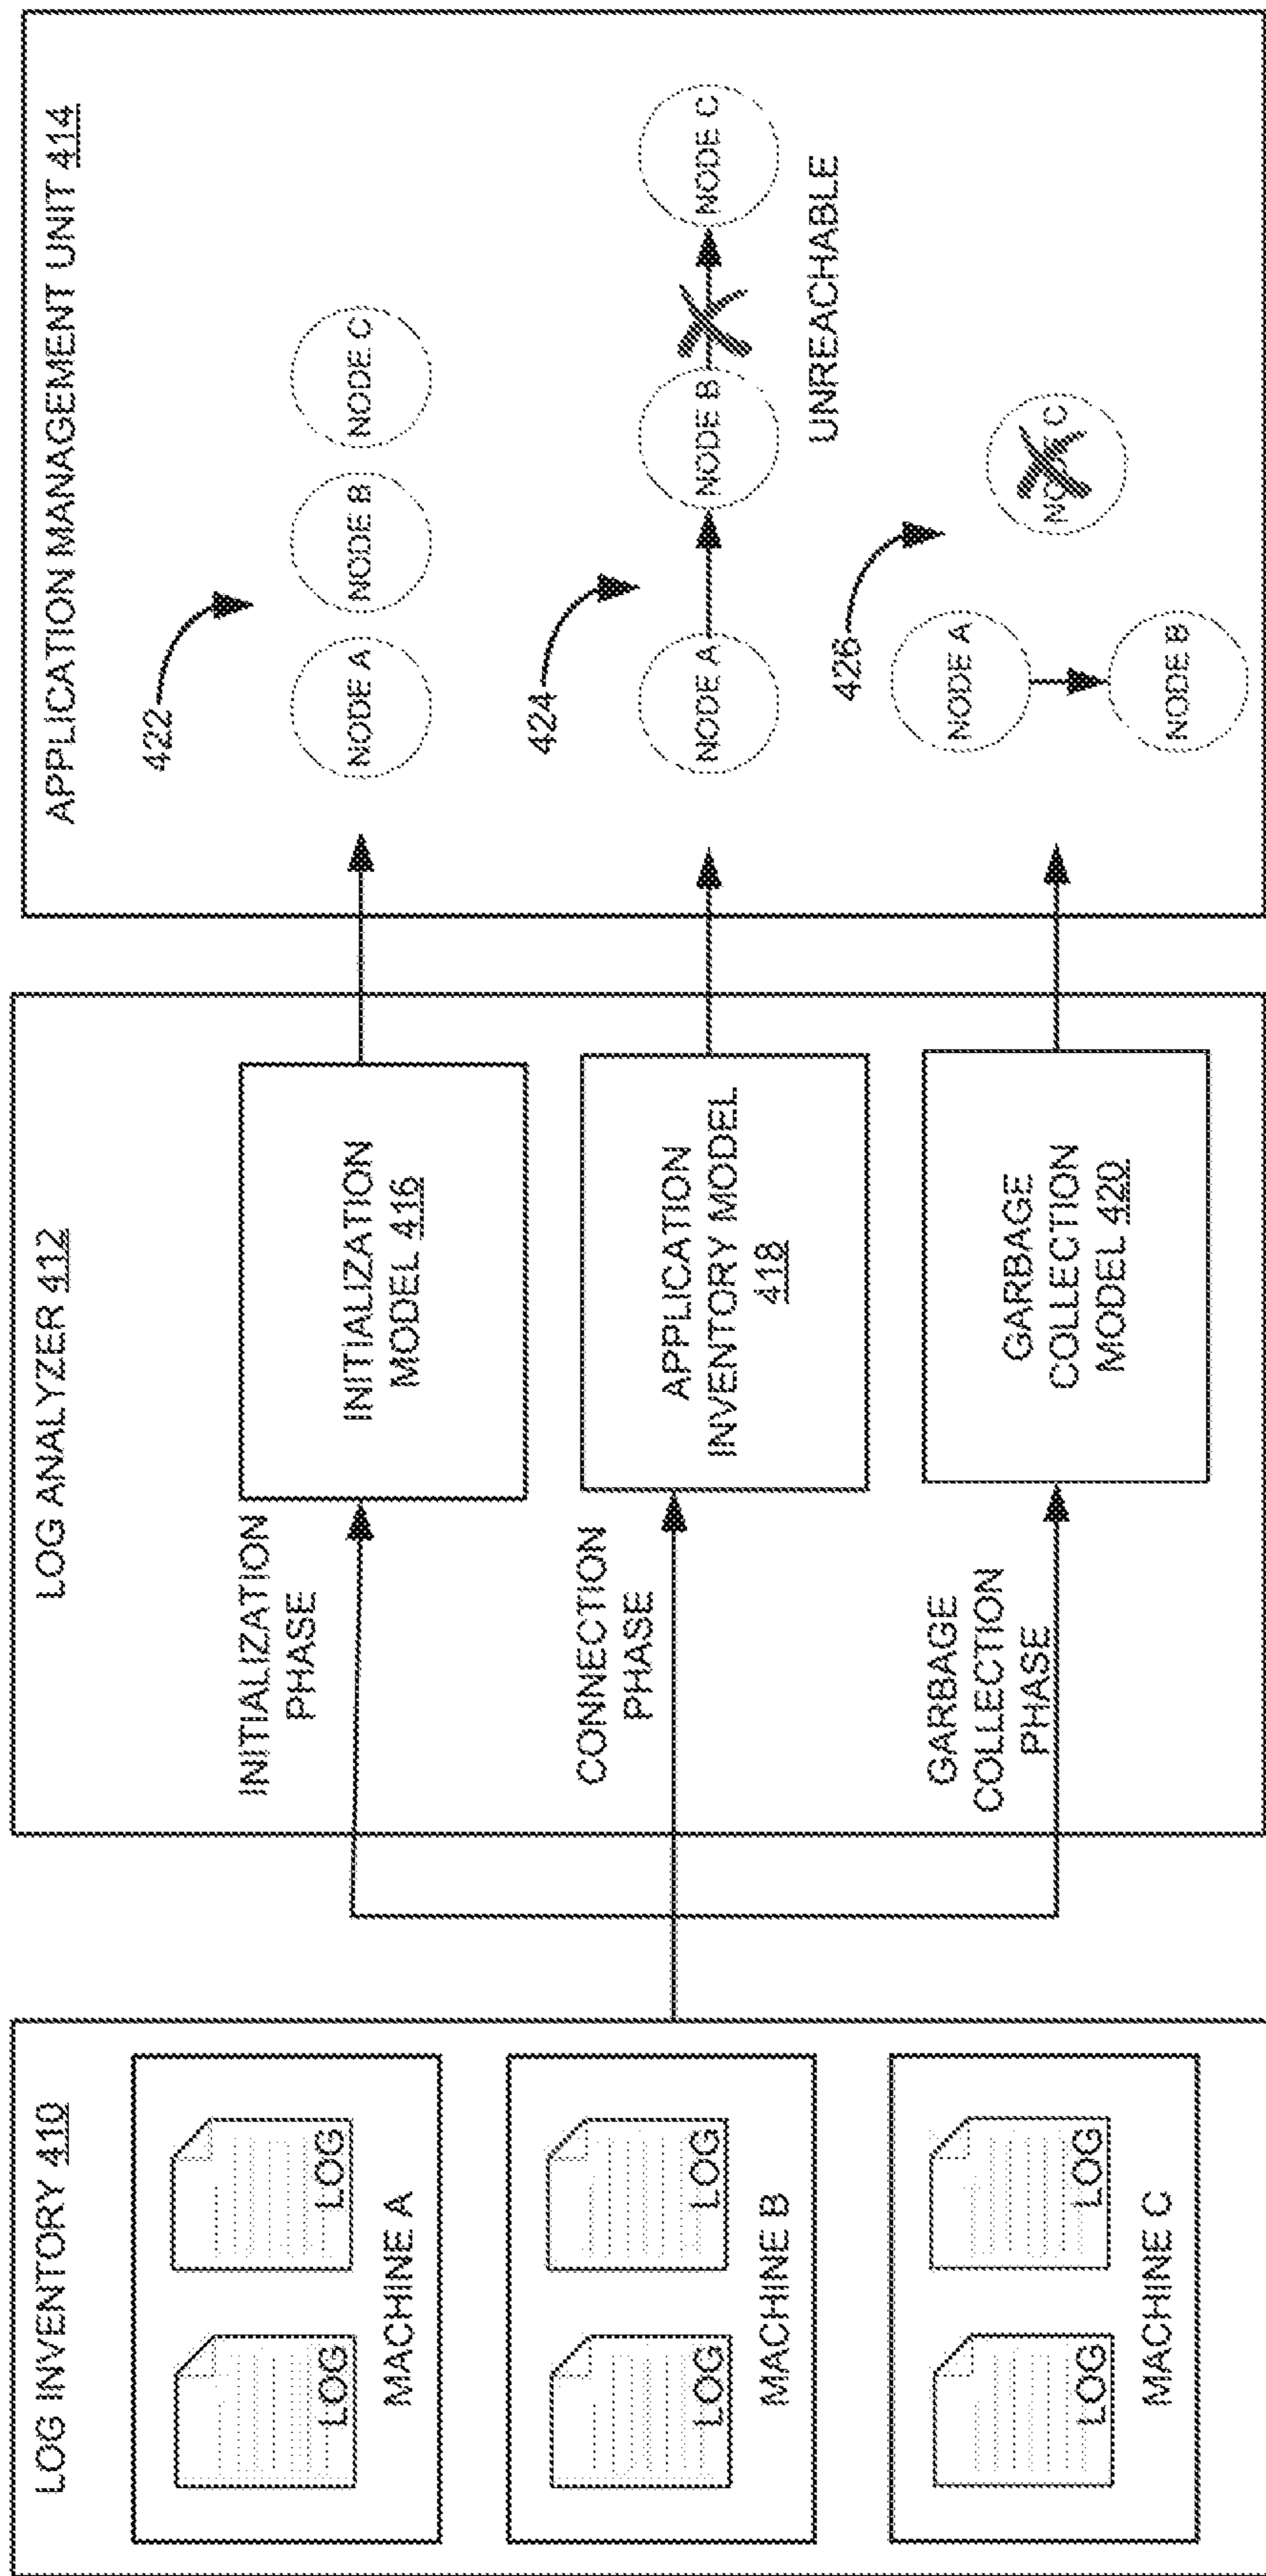 LOG INVENTORY 410
LOG
LOG
MACHINE A
LOG
LOG
MACHINE B
LOG
LOG
MACHINE C
LOG ANALYZER 412
INITIALIZATION
PHASE
INITIALIZATION
MODEL 416
CONNECTION
PHASE
APPLICATION
INVENTORY MODEL
418
GARBAGE
COLLECTION
PHASE
GARBAGE
COLLECTION
MODEL 420
APPLICATION MANAGEMENT UNIT 414
422
NODE A
NODE B
NODE C
424
NODE A
NODE B
NODE C
UNREACHABLE
426
NODE A
NODE B
NODE C